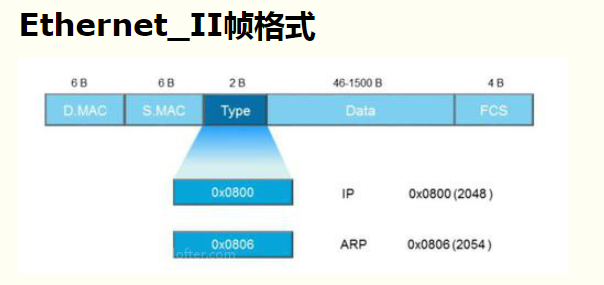 Ethernet_II帧格式
6 B 6 B 2 B 46-1500 B 4 B
D.MAC S.MAC Type Data FCS
0x0800 IP 0x0800 (2048)
0x0806 ARP 0x0806 (2054)